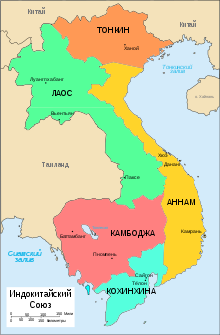 Китай
Китай
ТОНКИН
Ханой
Тонкинский
залив
Луангпхабанг
ЛАОС
о. Хайнань
Вьентьян
Таиланд
Хюэ
Дананг
Паксе
АННАМ
КАМБОДЖА
Баттамбанг
Камрань
Пномпень
Сиамский
залив
Сайгон
Тёлон
КОХИНХИНА
Индокитайский
Союз